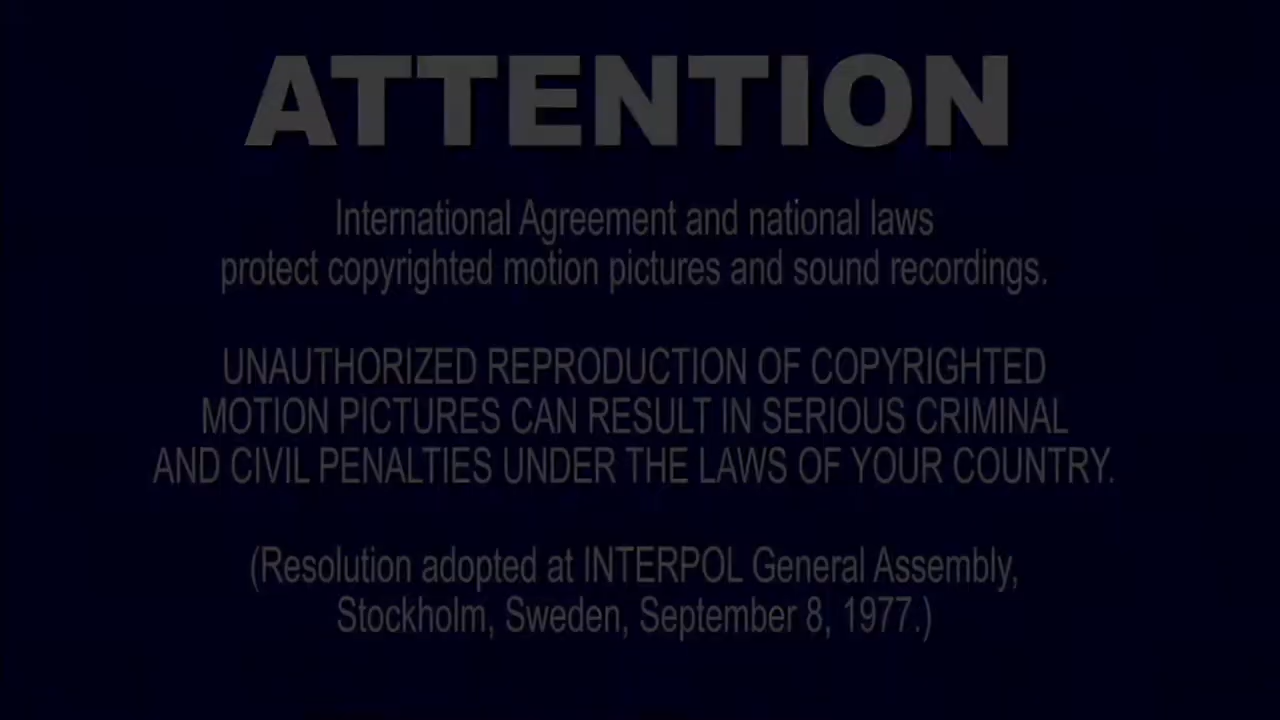 ATTENTION
International Agreement and national laws
protect copyrighted motion pictures and sound recordings.
UNAUTHORIZED REPRODUCTION OF COPYRIGHTED
MOTION PICTURES CAN RESULT IN SERIOUS CRIMINAL
AND CIVIL PENALTIES UNDER THE LAWS OF YOUR COUNTRY.
(Resolution adopted at INTERPOL General Assembly,
Stockholm, Sweden, September 8, 1977.)